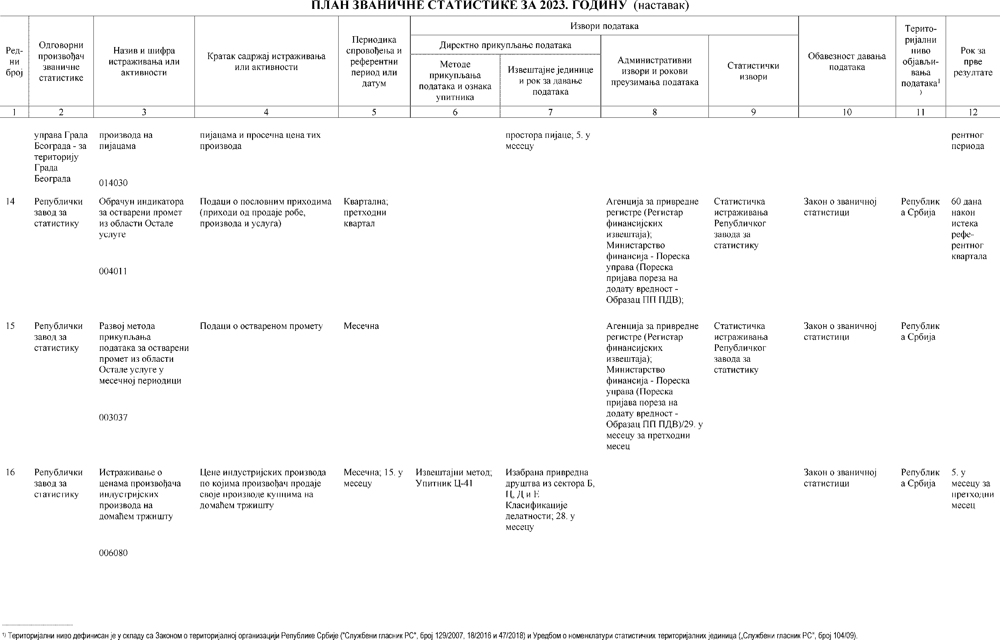 ПЛАН ЗВАНИЧНЕ СТАТИСТИКЕ ЗА 2023. ГОДИНУ (наставак)
Ред-
ни
број
Одговорни
произвођач
званичне
статистике
Назив и шифра
истраживања или
активности
Кратак садржај истраживања
или активности
Периодика
спровођења и
референтни
период или
датум
Извори података
Директно прикупљање података
Методе
прикупљања
података и ознака
упитника
Извештајне јединице
и рок за давање
података
Административни
извори и рокови
преузимања података
Статистички
извори
Обавезност давања
података
Терито-
ријални
ниво
објављи-
вања
података¹
)
Рок за
прве
резултате
1 2 3 4 5 6 7 8 9 10 11 12
управа Града
Београда - за
територију
Града
Београда
производа на
пијацама
014030
пијацама и просечна цена тих
производа
простора пијаце; 5. у
месецу
рентног
периода
14
Републички
завод за
статистику
Обрачун индикатора
за остварени промет
из области Остале
услуге
004011
Подаци о пословним приходима
(приходи од продаје робе,
производа и услуга)
Квартална;
претходни
квартал
Агенција за привредне
регистре (Регистар
финансијских
извештаја);
Министарство
финансија - Пореска
управа (Пореска
пријава пореза на
додату вредност -
Образац ПП ПДВ);
Статистичка
истраживања
Републичког
завода за
статистику
Закон о званичној
статистици
Републик
а Србија
60 дана
након
истека
рефе-
рентног
квартала
15
Републички
завод за
статистику
Развој метода
прикупљања
података за остварени
промет из области
Остале услуге у
месечној периодици
003037
Подаци о оствареном промету
Месечна
Агенција за привредне
регистре (Регистар
финансијских
извештаја);
Министарство
финансија - Пореска
управа (Пореска
пријава пореза на
додату вредност -
Образац ПП ПДВ)/29. у
месецу за претходни
месец
Статистичка
истраживања
Републичког
завода за
статистику
Закон о званичној
статистици
Републик
а Србија
16
Републички
завод за
статистику
Истраживање о
ценама произвођача
индустријских
производа на
домаћем тржишту
006080
Цене индустријских производа
по којима произвођач продаје
своје производе купцима на
домаћем тржишту
Месечна; 15. у
месецу
Извештајни метод;
Упитник Ц-41
Изабрана привредна
друштва из сектора Б,
Ц, Д и Е
Класификације
делатности; 28. у
месецу
Закон о званичној
статистици
Републик
а Србија
5. у
месецу за
претходни
месец
¹⁾ Територијални ниво дефинисан је у складу са Законом о територијалној организацији Републике Србије ("Службени гласник РС", број 129/2007, 18/2016 и 47/2018) и Уредбом о номенклатури статистичких територијалних јединица („Службени гласник РС", број 104/09).